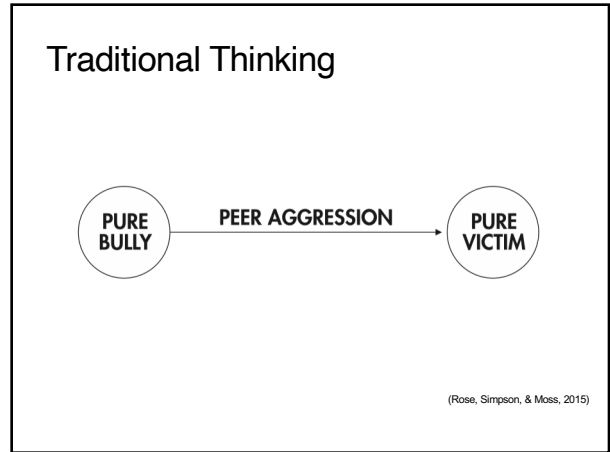 Traditional Thinking
PURE
BULLY
PEER AGGRESSION
PURE
VICTIM
(Rose, Simpson, & Moss, 2015)